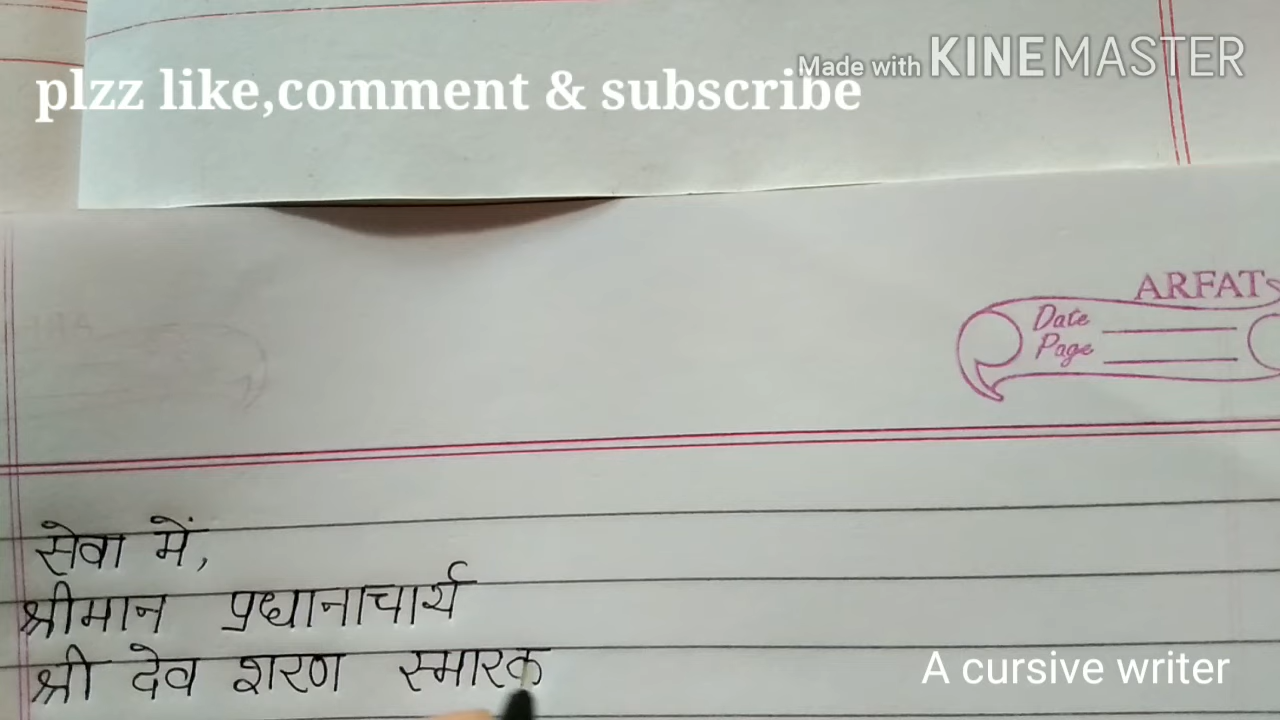 Made with KINEMASTER
plzz like,comment & subscribe
ARFAT
Date
Page
सेवा में,
श्रीमान प्रधानाचार्य
श्री देव शरण स्मारक
A cursive writer